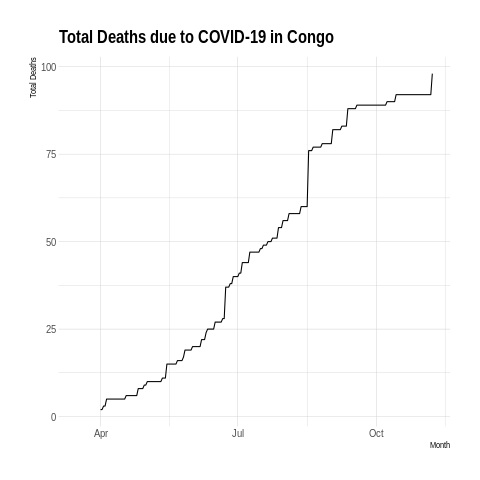 Total Deaths due to COVID-19 in Congo
Total Deaths
100
75
50
25
0
Apr
Jul
Oct
Month